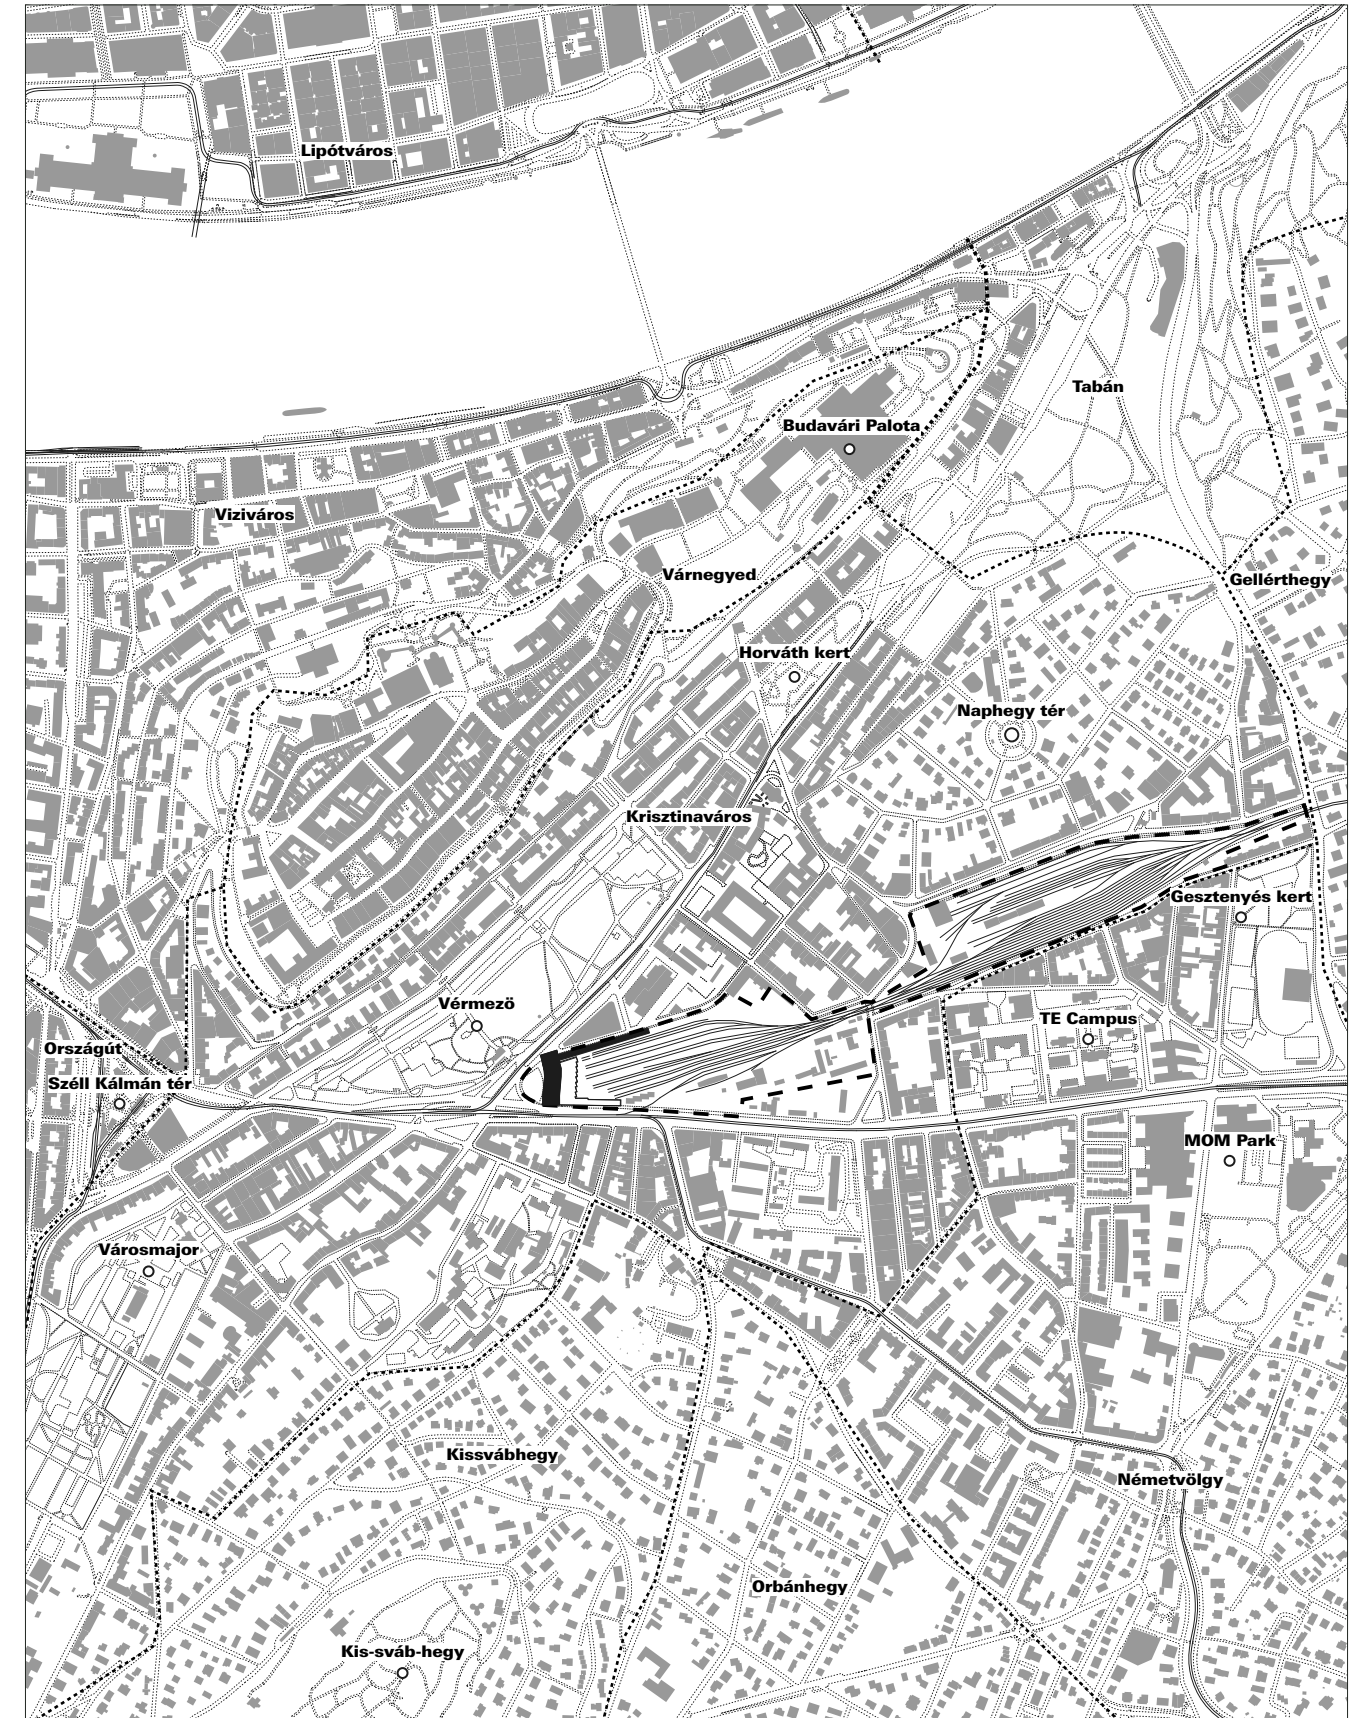 Lipótváros
Tabán
Budavári Palota
Viziváros
Várnegyed
Gellérthegy
Horváth kert
Naphegy tér
Krisztinaváros
Gesztenyés kert
Vérmezö
TE Campus
Országút
Széll Kálmán tér
MOM Park
Városmajor
Kissvábhegy
Németvölgy
Orbánhegy
Kis-sváb-hegy